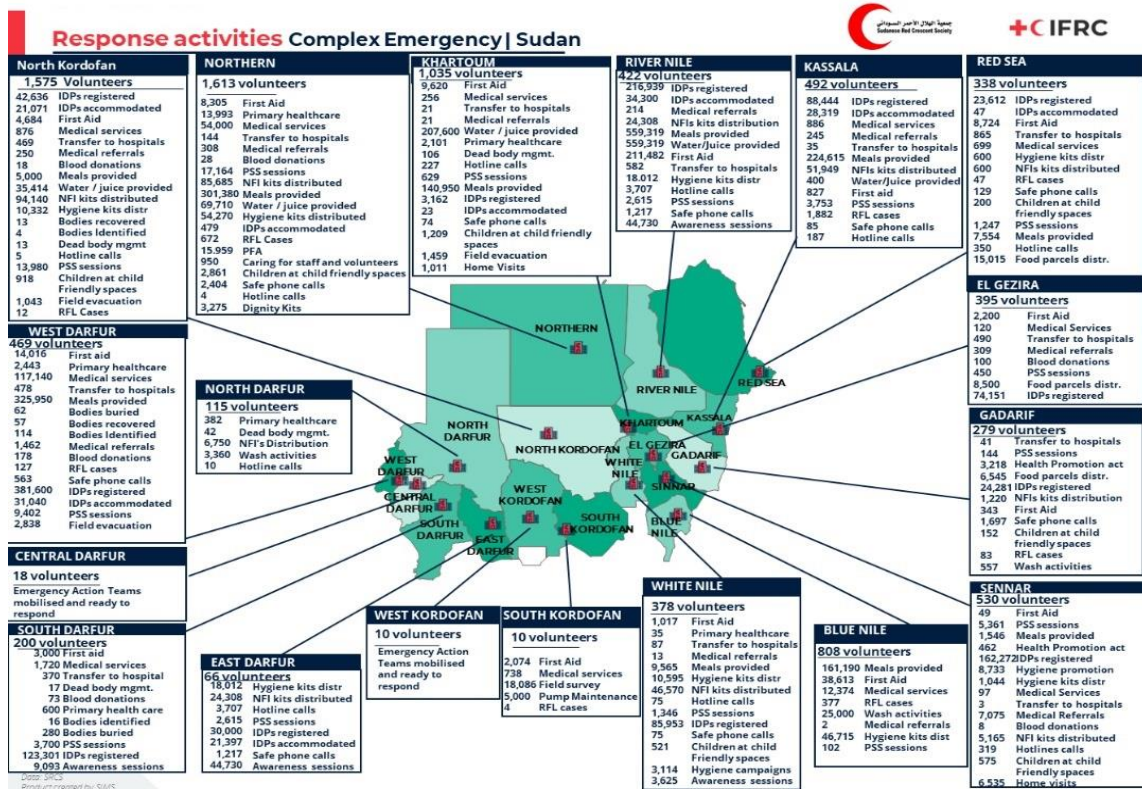 Response activities Complex Emergency | Sudan
جمعية الهلال الأحمر السوداني
Sudanese Red Crescent Society
IFRC
North Kordofan
1,575 Volunteers
42,636 IDPs registered
21,071 IDPs accommodated
4,684 First Aid
876 Medical services
469 Transfer to hospitals
250 Medical referrals
18 Blood donations
5,000 Meals provided
35,414 Water / juice provided
94,140 NFI kits distributed
10,332 Hygiene kits distr
13 Bodies recovered
4 Bodies Identified
13 Dead body mgmt
5 Hotline calls
13,980 PSS sessions
918 Children at child
Friendly spaces
1,043 Field evacuation
12 RFL Cases
NORTHERN
1,613 volunteers
8,305 First Aid
13,993 Primary healthcare
54,000 Medical services
144 Transfer to hospitals
308 Medical referrals
28 Blood donations
17,164 PSS sessions
85,685 NFI kits distributed
301,380 Meals provided
69,710 Water / juice provided
54,270 Hygiene kits distributed
479 IDPs accommodated
672 RFL Cases
15.959 PFA
950 Caring for staff and volunteers
2,861 Children at child friendly spaces
2,404 Safe phone calls
4 Hotline calls
3,275 Dignity Kits
KHARTOUM
1,035 volunteers
9,620 First Aid
256 Medical services
21 Transfer to hospitals
21 Medical referrals
207,600 Water / juice provided
2,101 Primary healthcare
106 Dead body mgmt.
227 Hotline calls
629 PSS sessions
140,950 Meals provided
3,162 IDPs registered
23 IDPs accommodated
74 Safe phone calls
1,209 Children at child friendly
spaces
1,459 Field evacuation
1,011 Home Visits
RIVER NILE
422 volunteers
216,939 IDPs registered
34,300 IDPs accommodated
214 Medical referrals
24,308 NFIs kits distribution
559,319 Meals provided
559,319 Water/Juice provided
211,482 First Aid
582 Transfer to hospitals
18.012 Hygiene kits distr
3,707 Hotline calls
2,615 PSS sessions
1,217 Safe phone calls
44,730 Awareness sessions
KASSALA
492 volunteers
88,444 IDPs registered
28,319 IDPs accommodated
886 Medical services
245 Medical referrals
35 Transfer to hospitals
224,615 Meals provided
51,949 NFIs kits distributed
400 Water/Juice provided
827 First aid
3,753 PSS sessions
1,882 RFL cases
85 Safe phone calls
187 Hotline calls
RED SEA
338 volunteers
23,612 IDPs registered
47 IDPs accommodated
8,724 First Aid
865 Transfer to hospitals
699 Medical services
600 Hygiene kits distr
600 NFIs kits distributed
47 RFL cases
129 Safe phone calls
200 Children at child
friendly spaces
1,247 PSS sessions
7,554 Meals provided
350 Hotline calls
15,015 Food parcels distr.
EL GEZIRA
395 volunteers
2,200 First Aid
120 Medical Services
490 Transfer to hospitals
309 Medical referrals
100 Blood donations
450 PSS sessions
8,500 Food parcels distr.
74,151 IDPs registered
GADARIF
279 volunteers
41 Transfer to hospitals
144 PSS sessions
3,218 Health Promotion act
6,545 Food parcels distr.
24,281 IDPs registered
1,220 NFIs kits distribution
343 First Aid
1,697 Safe phone calls
152 Children at child
friendly spaces
83 RFL cases
557 Wash activities
WEST DARFUR
469 volunteers
14,016 First aid
2,443 Primary healthcare
117,140 Medical services
478 Transfer to hospitals
325,950 Meals provided
62 Bodies buried
57 Bodies recovered
114 Bodies Identified
1,462 Medical referrals
178 Blood donations
127 RFL cases
563 Safe phone calls
381,600 IDPs registered
31,040 IDPs accommodated
9,402 PSS sessions
2,838 Field evacuation
NORTH DARFUR
115 volunteers
382 Primary healthcare
42 Dead body mgmt.
6,750 NFI's Distribution
3,360 Wash activities
10 Hotline calls
NORTHERN
RIVER NILE
RED SEA
NORTH
DARFUR
NORTH KORDOFAN
KHARTOUM
KASSALA
EL GEZIRA
GADARIF
WEST
DARFUR
WHITE
NILE
SINNAR
CENTRAL
DARFUR
WEST
KORDOFAN
SOUTH
DARFUR
SOUTH
KORDOFAN
BLUE
NILE
EAST
DARFUR
CENTRAL DARFUR
18 volunteers
Emergency Action Teams
mobilised and ready to
respond
SOUTH DARFUR
200 volunteers
3,000 First aid
1,720 Medical services
370 Transfer to hospital
17 Dead body mgmt.
73 Blood donations
600 Primary health care
16 Bodies identified
280 Bodies buried
3,700 PSS sessions
123,301 IDPs registered
9,093 Awareness sessions
EAST DARFUR
66 volunteers
18,012 Hygiene kits distr
24,308 NFI kits distributed
3,707 Hotline calls
2,615 PSS sessions
30,000 IDPs registered
21,397 IDPs accommodated
1,217 Safe phone calls
44,730 Awareness sessions
WEST KORDOFAN
10 volunteers
Emergency Action
Teams mobilised
and ready to
respond
SOUTH KORDOFAN
10 volunteers
2,074 First Aid
738 Medical services
18,086 Field survey
5,000 Pump Maintenance
4 RFL cases
WHITE NILE
378 volunteers
1,017 First Aid
35 Primary healthcare
87 Transfer to hospitals
13 Medical referrals
9,565 Meals provided
10,595 Hygiene kits distr
46,570 NFI kits distributed
75 Hotline calls
1,346 PSS sessions
85,953 IDPs registered
75 Safe phone calls
521 Children at child
Friendly spaces
3,114 Hygiene campaigns
3,625 Awareness sessions
BLUE NILE
808 volunteers
161,190 Meals provided
38,613 First Aid
12,374 Medical services
377 RFL cases
25,000 Wash activities
2 Medical referrals
46,715 Hygiene kits dist
102 PSS sessions
SENNAR
530 volunteers
49 First Aid
5,361 PSS sessions
1,546 Meals provided
462 Health Promotion act
162,272 IDPs registered
8,733 Hygiene promotion
1,044 Hygiene kits distr
97 Medical Services
3 Transfer to hospitals
7,075 Medical Referrals
8 Blood donations
5,165 NFI kits distributed
319 Hotlines calls
575 Children at child
Friendly spaces
6,535 Home visits
Data: SRCS
Product created by: SIMS